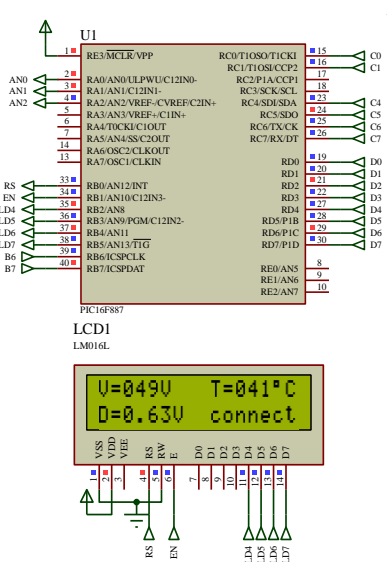 U1
1 RE3/MCLR/VPP RC0/T1OSO/T1CKI 15 C0
RC1/T1OSI/CCP2 16 C1
AN0 2 RA0/AN0/ULPWU/C12IN0- RC2/P1A/CCP1 17
AN1 3 RA1/AN1/C12IN1- RC3/SCK/SCL 18
AN2 4 RA2/AN2/VREF-/CVREF/C2IN+ RC4/SDI/SDA 23 C4
5 RA3/AN3/VREF+/C1IN+ RC5/SDO 24 C5
6 RA4/T0CKI/C1OUT RC6/TX/CK 25 C6
7 RA5/AN4/SS/C2OUT RC7/RX/DT 26 C7
14 RA6/OSC2/CLKOUT
13 RA7/OSC1/CLKIN RD0 19 D0
RD1 20 D1
RS 33 RB0/AN12/INT RD2 21 D2
EN 34 RB1/AN10/C12IN3- RD3 22 D3
LD4 35 RB2/AN8 RD4 27 D4
LD5 36 RB3/AN9/PGM/C12IN2- RD5/P1B 28 D5
LD6 37 RB4/AN11 RD6/P1C 29 D6
LD7 38 RB5/AN13/T1G RD7/P1D 30 D7
B6 39 RB6/ICSPCLK
B7 40 RB7/ICSPDAT RE0/AN5 8
RE1/AN6 9
RE2/AN7 10
PIC16F887
LCD1
LM016L
V=049V T=041°C
D=0.63V connect
VSS VDD VEE RS RW E D0 D1 D2 D3 D4 D5 D6 D7
1 2 3 4 5 6 7 8 9 10 11 12 13 14
RS EN LD4 LD5 LD6 LD7